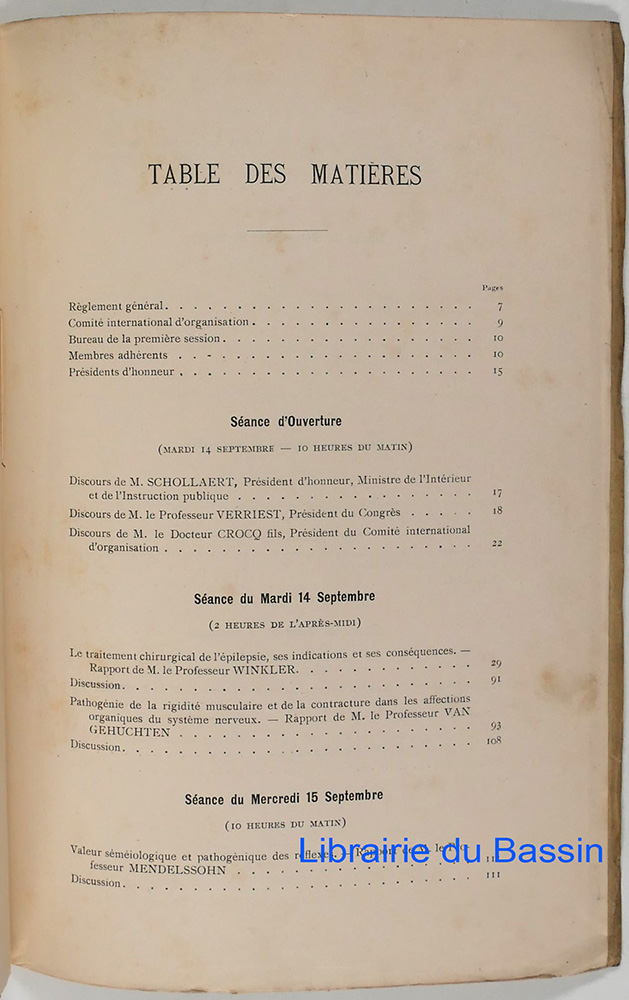 TABLE DES MATIÈRES
Pages
Règlement général. . . . . . . . . . . . . . . . . . . . . . 7
Comité international d'organisation . . . . . . . . . . . . . . . . 9
Bureau de la première session. . . . . . . . . . . . . . . . . . 10
Membres adhérents . . . . . . . . . . . . . . . . . . . . . 10
Présidents d'honneur . . . . . . . . . . . . . . . . . . . . . 15
Séance d'Ouverture
(MARDI 14 SEPTEMBRE — 10 HEURES DU MATIN)
Discours de M. SCHOLLAERT, Président d'honneur, Ministre de l'Intérieur
et de l'Instruction publique . . . . . . . . . . . . . . . . . 17
Discours de M. le Professeur VERRIEST, Président du Congrès . . . . . 18
Discours de M. le Docteur CROCQ fils, Président du Comité international
d'organisation . . . . . . . . . . . . . . . . . . . . . . 22
Séance du Mardi 14 Septembre
(2 HEURES DE L'APRÈS-MIDI)
Le traitement chirurgical de l'épilepsie, ses indications et ses conséquences. —
Rapport de M. le Professeur WINKLER. . . . . . . . . . . . . 29
Discussion. . . . . . . . . . . . . . . . . . . . . . . . . 91
Pathogénie de la rigidité musculaire et de la contracture dans les affections
organiques du système nerveux. — Rapport de M. le Professeur VAN
GEHUCHTEN . . . . . . . . . . . . . . . . . . . . . 93
Discussion. . . . . . . . . . . . . . . . . . . . . . . . . 108
Séance du Mercredi 15 Septembre
(10 HEURES DU MATIN)
Valeur séméiologique et pathogénique des réflexes. — Rapport de M. le
fesseur MENDELSSOHN . . . . . . . . . . . . . . . . .
Discussion. . . . . . . . . . . . . . . . . . . . . . . . . 111
Librairie du Bassin